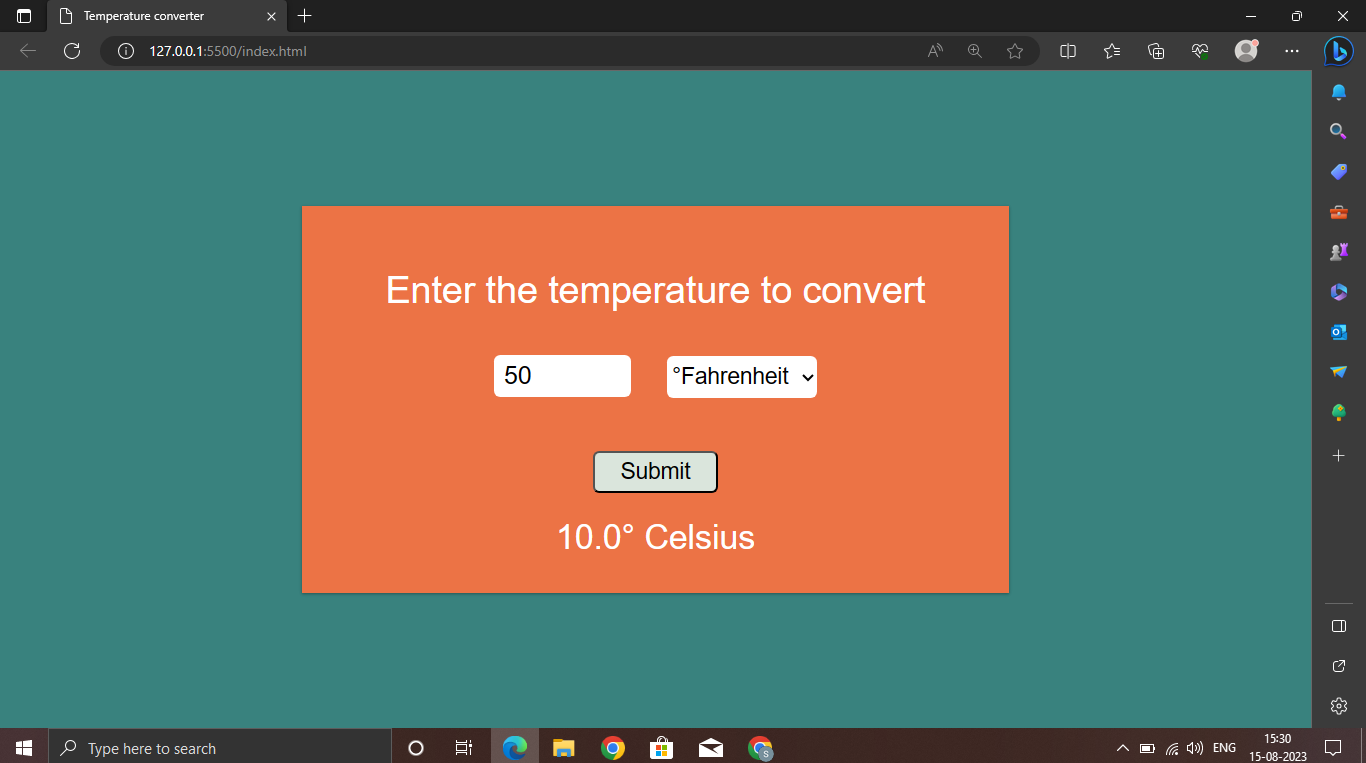 Temperature converter
127.0.0.1:5500/index.html
Enter the temperature to convert
50
°Fahrenheit
Submit
10.0° Celsius
Type here to search
ENG
15:30
15-08-2023
S